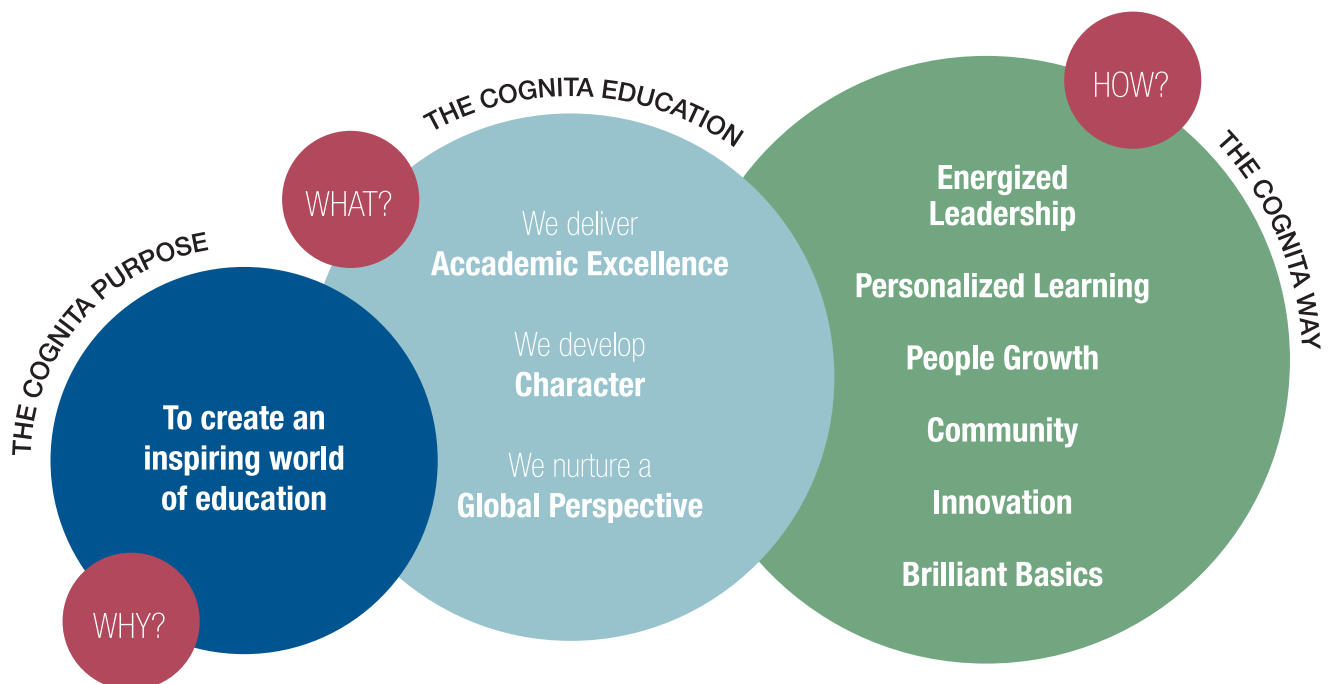 THE COGNITA PURPOSE
To create an
inspiring world
of education
WHY?
THE COGNITA EDUCATION
WHAT?
We deliver
Accademic Excellence
We develop
Character
We nurture a
Global Perspective
THE COGNITA WAY
HOW?
Energized
Leadership
Personalized Learning
People Growth
Community
Innovation
Brilliant Basics